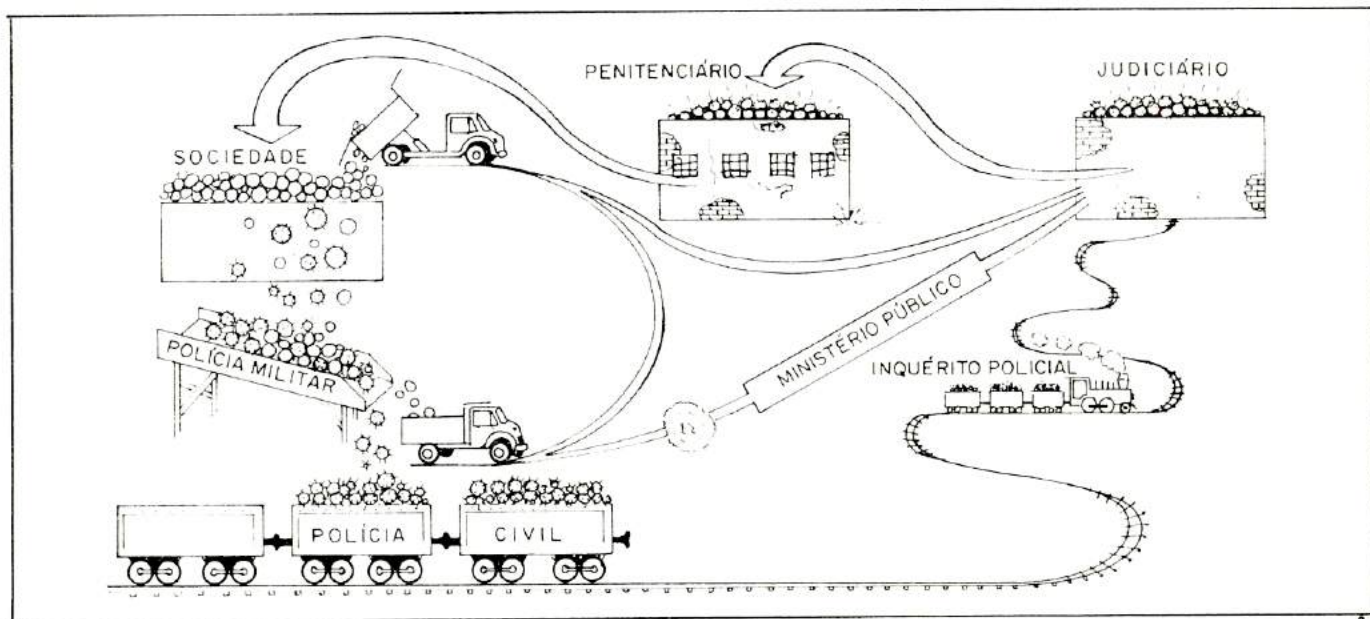 PENITENCIÁRIO
JUDICIÁRIO
SOCIEDADE
POLÍCIA MILITAR
MINISTÉRIO PÚBLICO
INQUÉRITO POLICIAL
POLÍCIA CIVIL